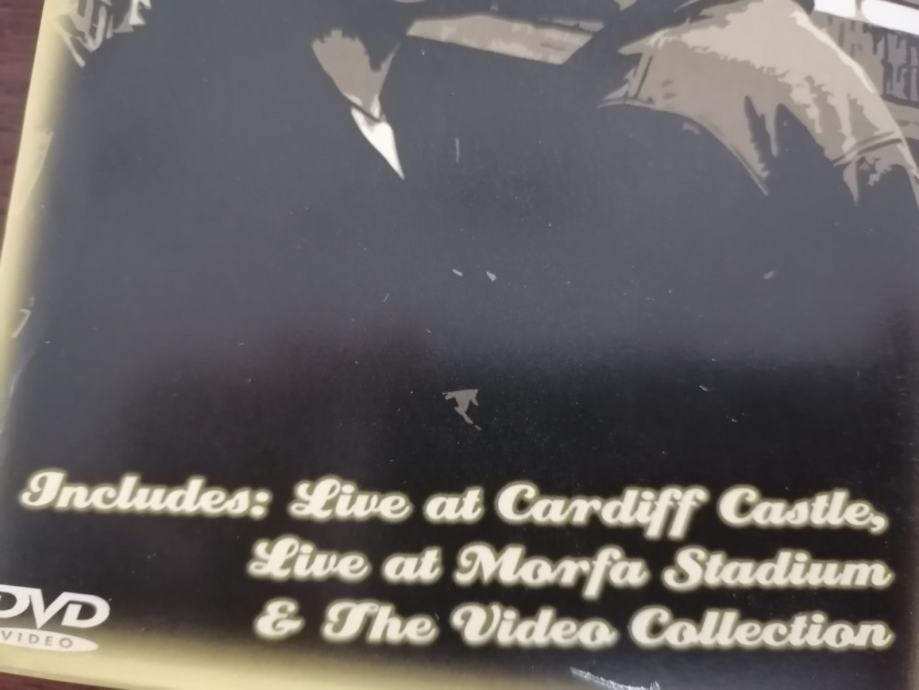 Includes: Live at Cardiff Castle,
Live at Morfa Stadium
& The Video Collection
DVD
VIDEO